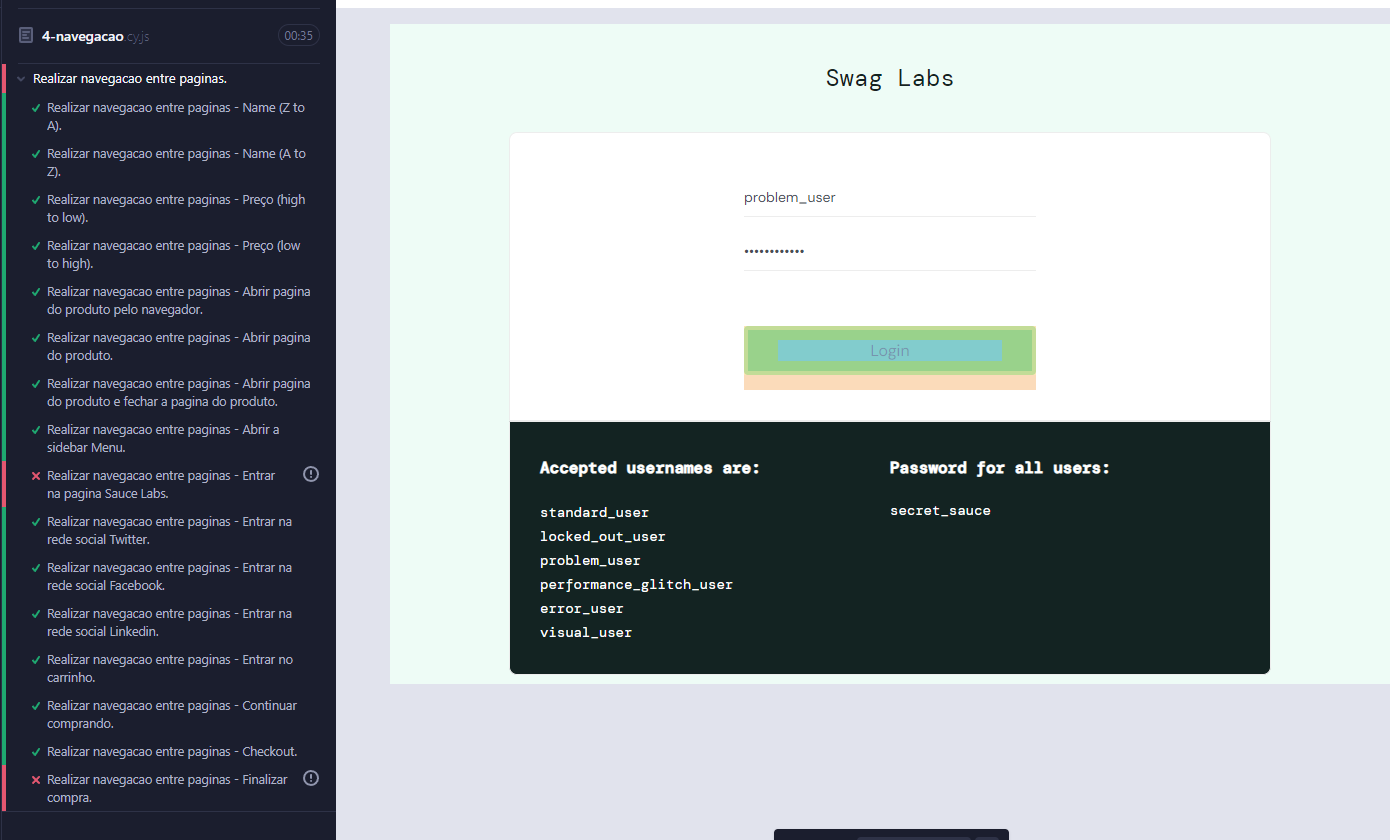 4-navegacao.cy.js
00:35
Realizar navegacao entre paginas.
Realizar navegacao entre paginas - Name (Z to
A).
Realizar navegacao entre paginas - Name (A to
Z).
Realizar navegacao entre paginas - Preço (high
to low).
Realizar navegacao entre paginas - Preço (low
to high).
Realizar navegacao entre paginas - Abrir pagina
do produto pelo navegador.
Realizar navegacao entre paginas - Abrir pagina
do produto.
Realizar navegacao entre paginas - Abrir pagina
do produto e fechar a pagina do produto.
Realizar navegacao entre paginas - Abrir a
sidebar Menu.
Realizar navegacao entre paginas - Entrar
na pagina Sauce Labs.
Realizar navegacao entre paginas - Entrar na
rede social Twitter.
Realizar navegacao entre paginas - Entrar na
rede social Facebook.
Realizar navegacao entre paginas - Entrar na
rede social Linkedin.
Realizar navegacao entre paginas - Entrar no
carrinho.
Realizar navegacao entre paginas - Continuar
comprando.
Realizar navegacao entre paginas - Checkout.
Realizar navegacao entre paginas - Finalizar
compra.
Swag Labs
problem_user
••••••••••••
Login
Accepted usernames are:
standard_user
locked_out_user
problem_user
performance_glitch_user
error_user
visual_user
Password for all users:
secret_sauce